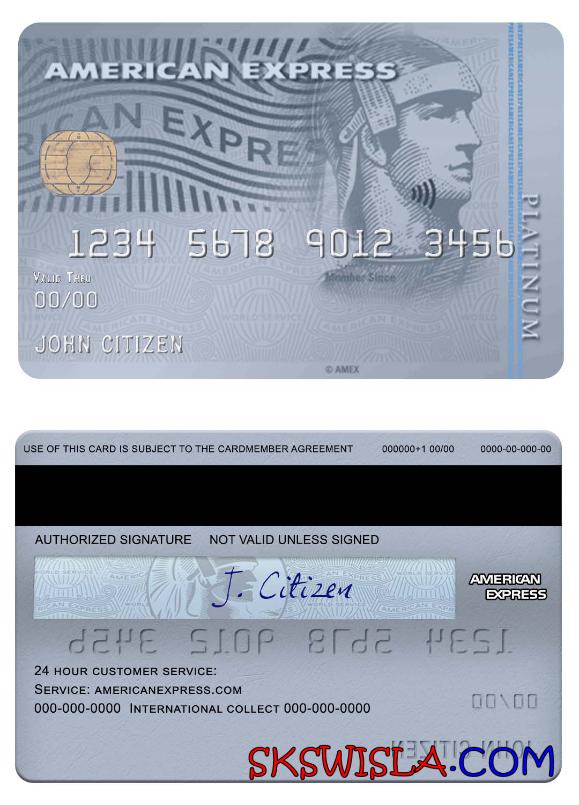 AMERICAN EXPRESS
RICAN EXPRES
1234 5678 9012 3456
Member Since
VALID THRU
00/00
JOHN CITIZEN
PLATINUM
© AMEX
USE OF THIS CARD IS SUBJECT TO THE CARDMEMBER AGREEMENT 000000+1 00/00 0000-00-000-00
AUTHORIZED SIGNATURE NOT VALID UNLESS SIGNED
J. Citizen
AMERICAN
EXPRESS
24 HOUR CUSTOMER SERVICE:
SERVICE: AMERICANEXPRESS.COM
000-000-0000 INTERNATIONAL COLLECT 000-000-0000
00/00
JOHN CITIZEN
SKSWISLA.COM